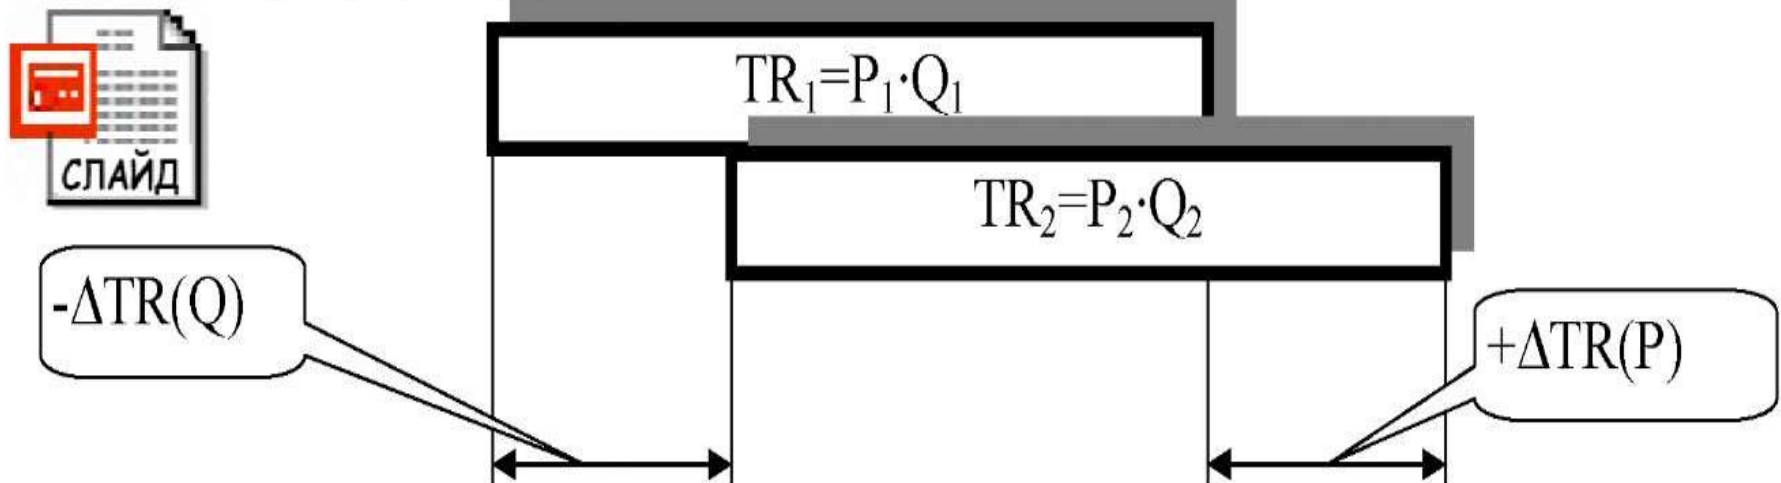 TR₁=P₁·Q₁
СЛАЙД
TR₂=P₂·Q₂
-ΔTR(Q)
+ΔTR(P)